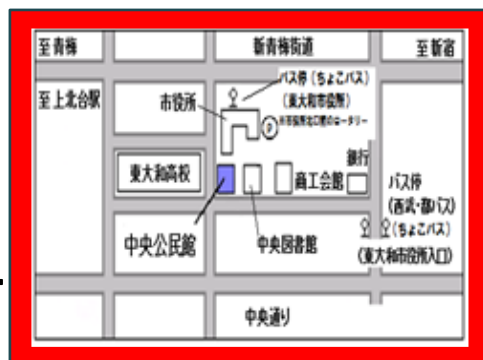 至青梅
新青梅街道
至新宿
バス停(ちょこバス)
(東大和市役所)
至上北台駅
市役所
P
東大和高校
商工会館
銀行
バス停
(西武・都バス)
(ちょこバス)
(東大和市役所入口)
中央公民館
中央図書館
中央通り